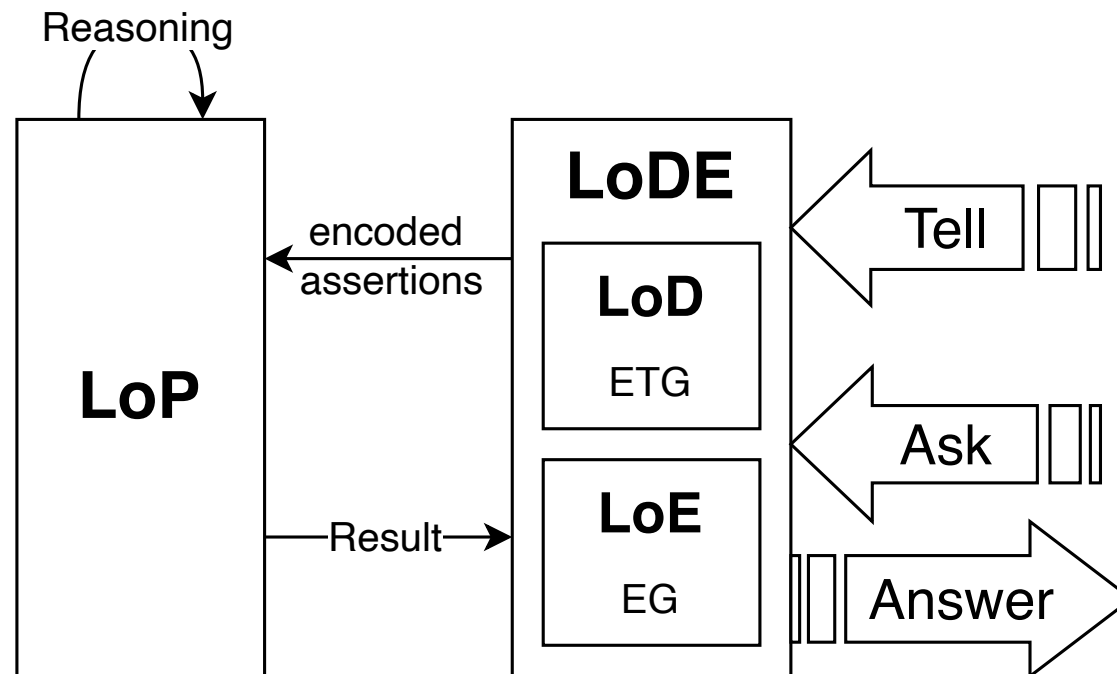 Reasoning
LoP
encoded
assertions
Result
LoDE
LoD
ETG
LoE
EG
Tell
Ask
Answer